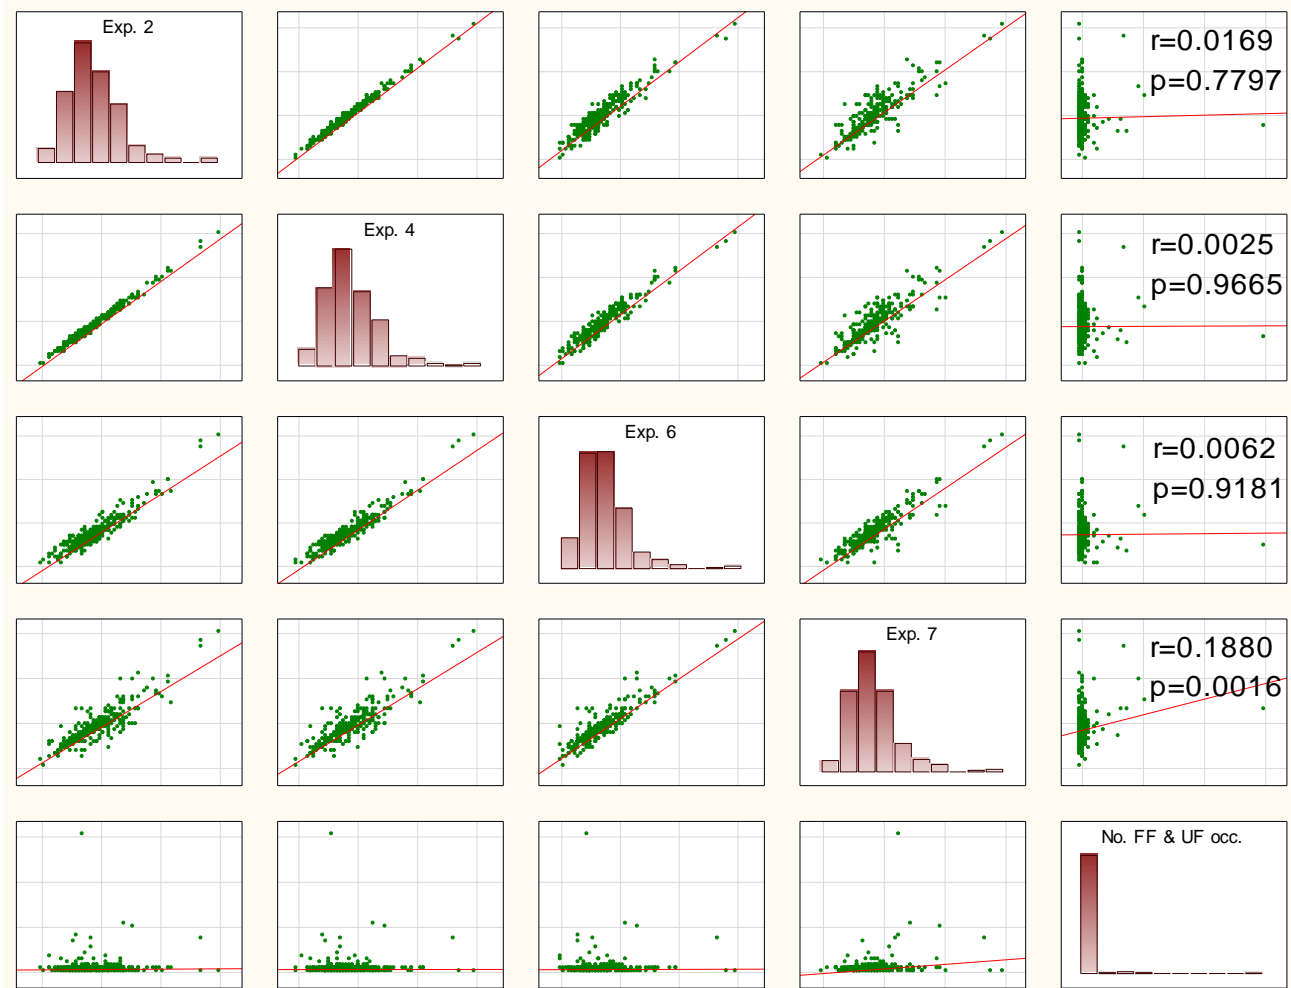 Exp. 2
r=0.0169
p=0.7797
Exp. 4
r=0.0025
p=0.9665
Exp. 6
r=0.0062
p=0.9181
Exp. 7
r=0.1880
p=0.0016
No. FF & UF occ.